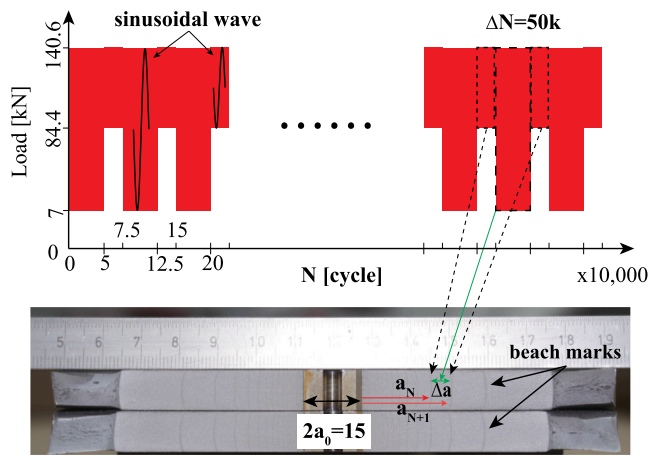 sinusoidal wave
ΔN=50k
Load [kN]
140.6
84.4
7
0
7.5
15
0
5
12.5
20
N [cycle]
x10,000
5 6 7 8 9 10 11 12 13 14 15 16 17 18 19
beach marks
a_N
Δa
a_{N+1}
2a_0=15